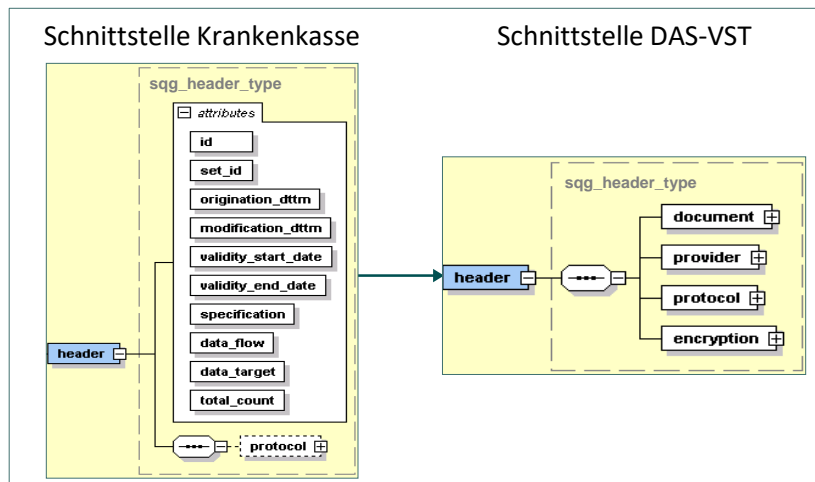 Schnittstelle Krankenkasse
sqg_header_type
attributes
id
set_id
origination_dttm
modification_dttm
validity_start_date
validity_end_date
specification
data_flow
data_target
total_count
header
protocol
Schnittstelle DAS-VST
sqg_header_type
document
provider
header
protocol
encryption